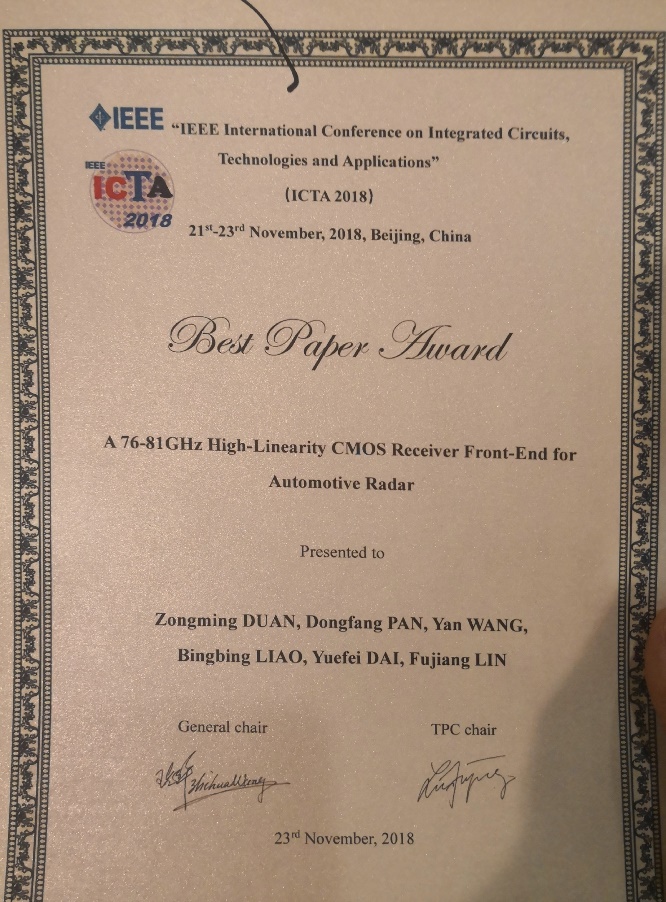 IEEE
"IEEE International Conference on Integrated Circuits,
Technologies and Applications"
IEEE
ICTA
2018
(ICTA 2018)
21st-23rd November, 2018, Beijing, China
Best Paper Award
A 76-81GHz High-Linearity CMOS Receiver Front-End for
Automotive Radar
Presented to
Zongming DUAN, Dongfang PAN, Yan WANG,
Bingbing LIAO, Yuefei DAI, Fujiang LIN
General chair
TPC chair
23rd November, 2018